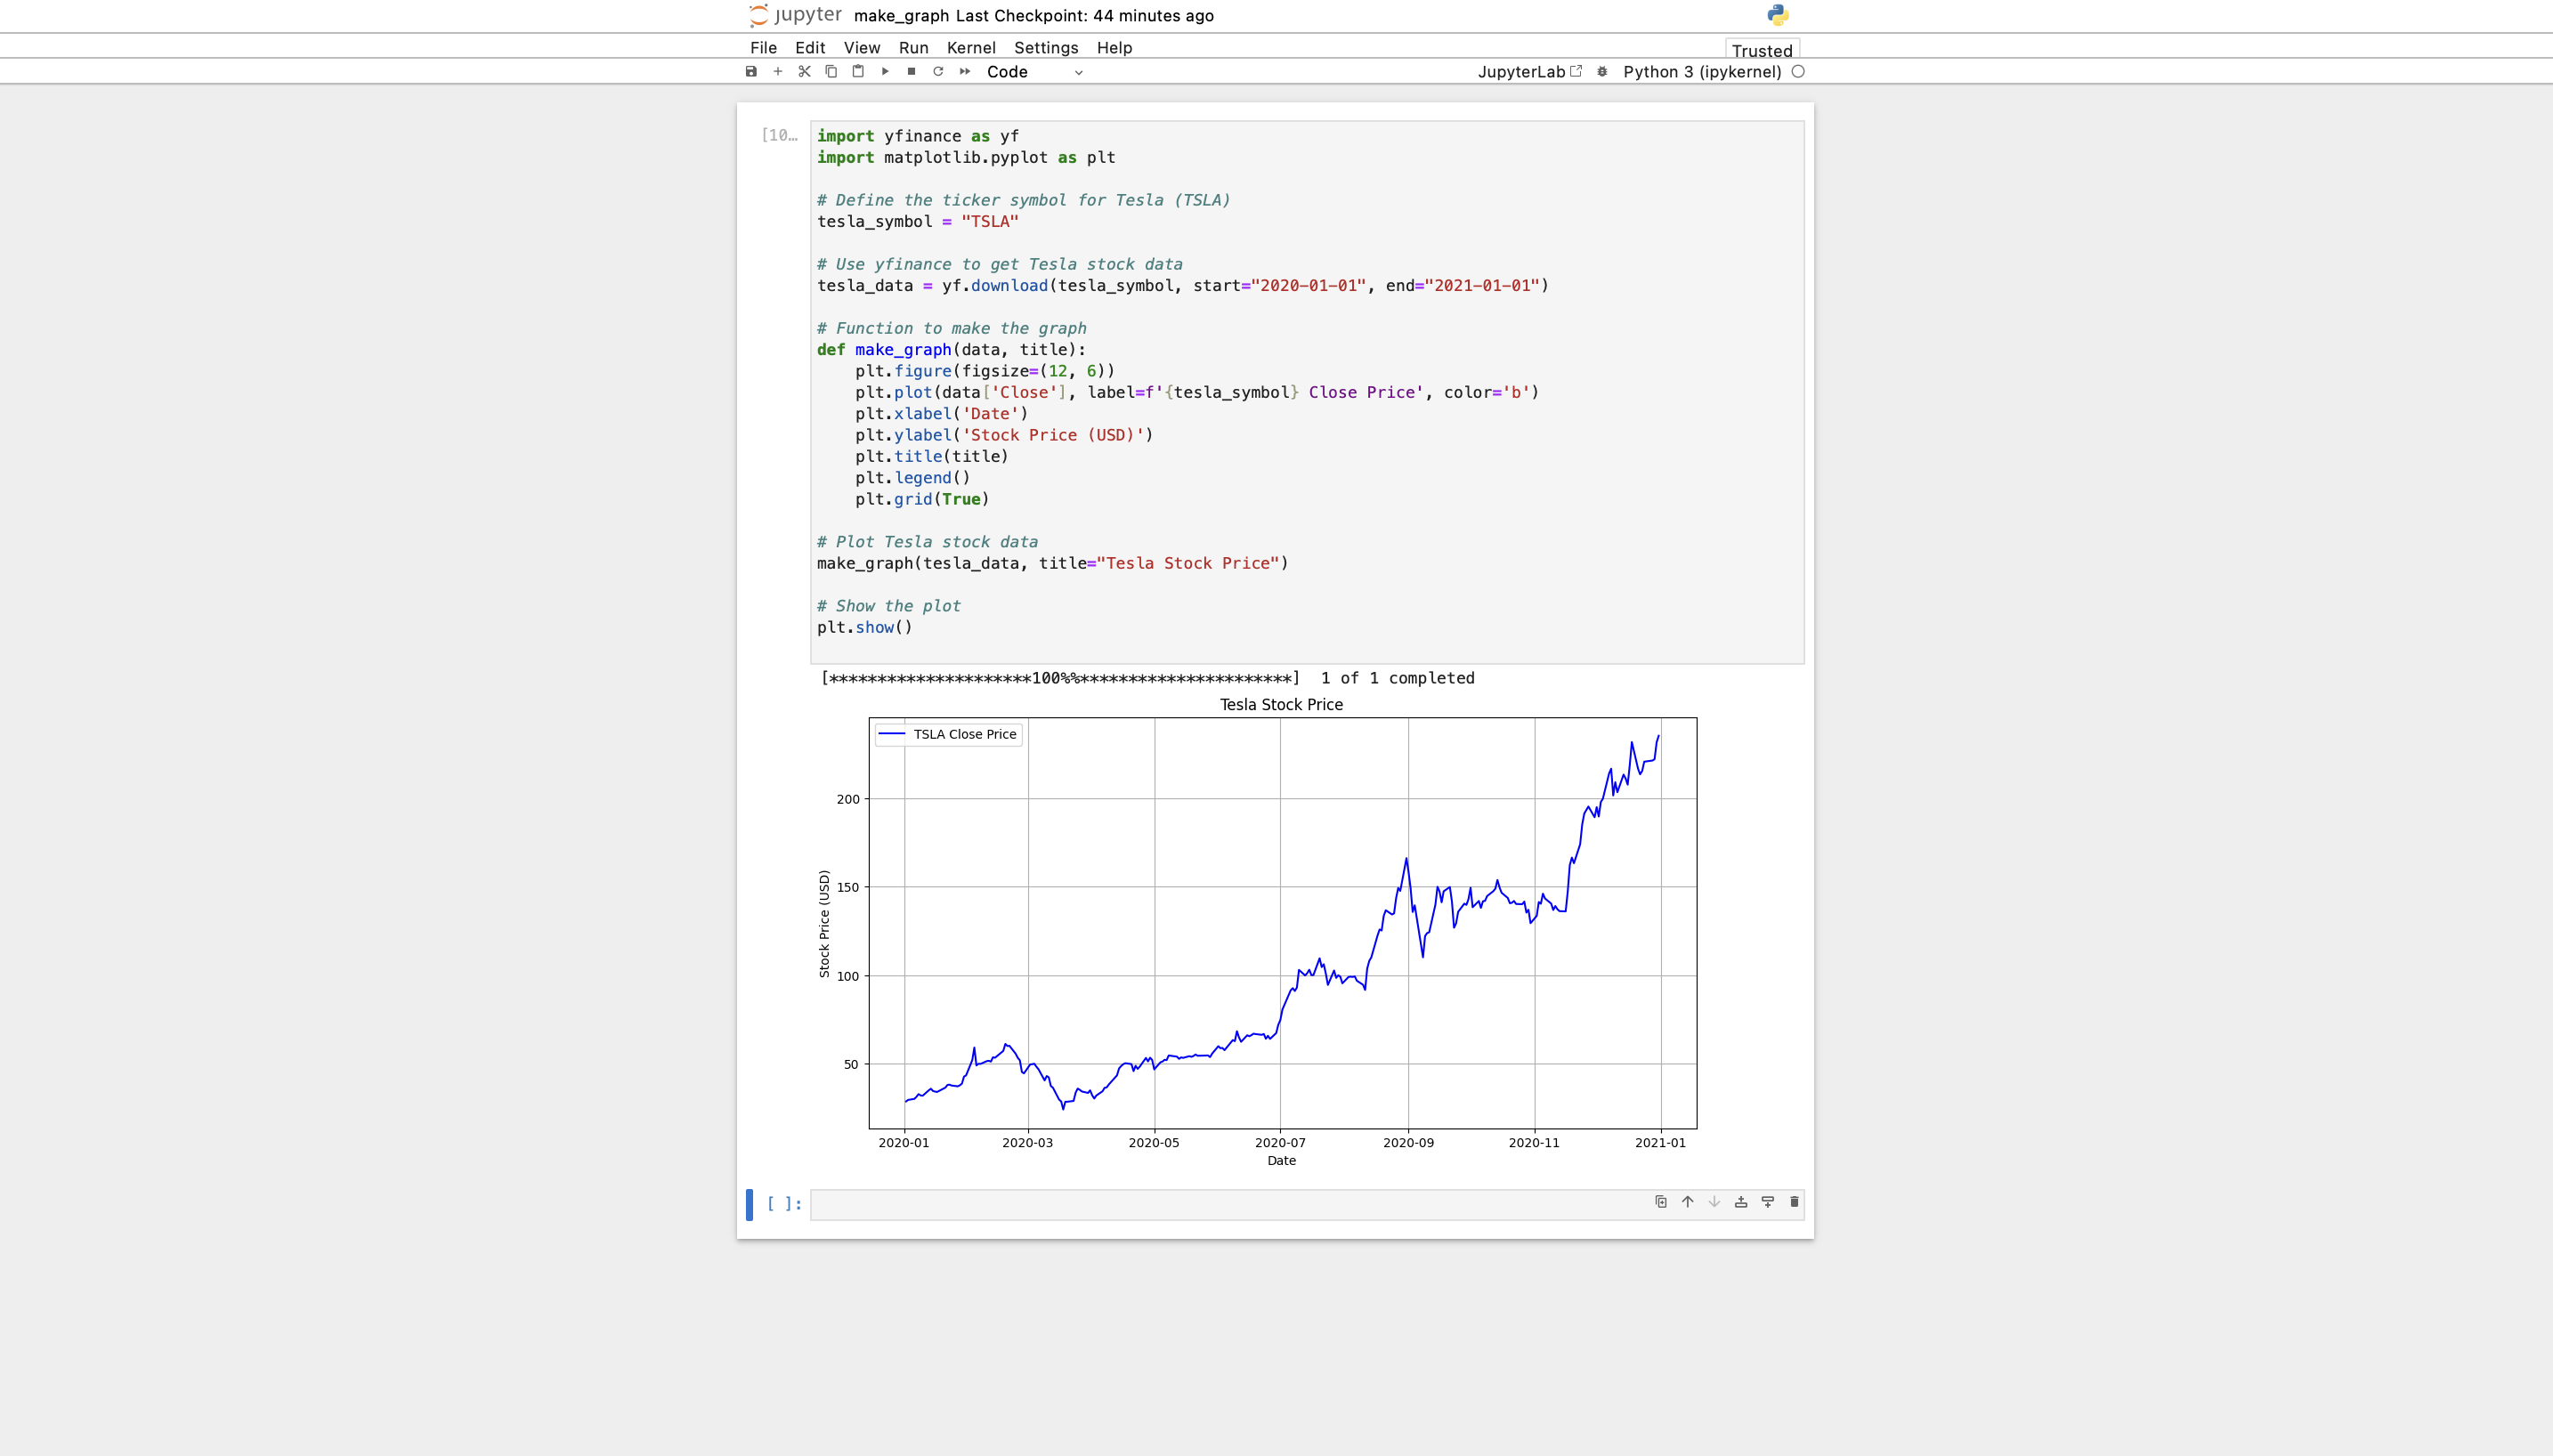 jupyter make_graph Last Checkpoint: 44 minutes ago
File Edit View Run Kernel Settings Help Trusted
Code JupyterLab Python 3 (ipykernel)
[10…
import yfinance as yf
import matplotlib.pyplot as plt
# Define the ticker symbol for Tesla (TSLA)
tesla_symbol = "TSLA"
# Use yfinance to get Tesla stock data
tesla_data = yf.download(tesla_symbol, start="2020-01-01", end="2021-01-01")
# Function to make the graph
def make_graph(data, title):
    plt.figure(figsize=(12, 6))
    plt.plot(data['Close'], label=f'{tesla_symbol} Close Price', color='b')
    plt.xlabel('Date')
    plt.ylabel('Stock Price (USD)')
    plt.title(title)
    plt.legend()
    plt.grid(True)
# Plot Tesla stock data
make_graph(tesla_data, title="Tesla Stock Price")
# Show the plot
plt.show()
[*********************100%%**********************]  1 of 1 completed
Tesla Stock Price
TSLA Close Price
Stock Price (USD)
200
150
100
50
2020-01 2020-03 2020-05 2020-07 2020-09 2020-11 2021-01
Date
[ ]: